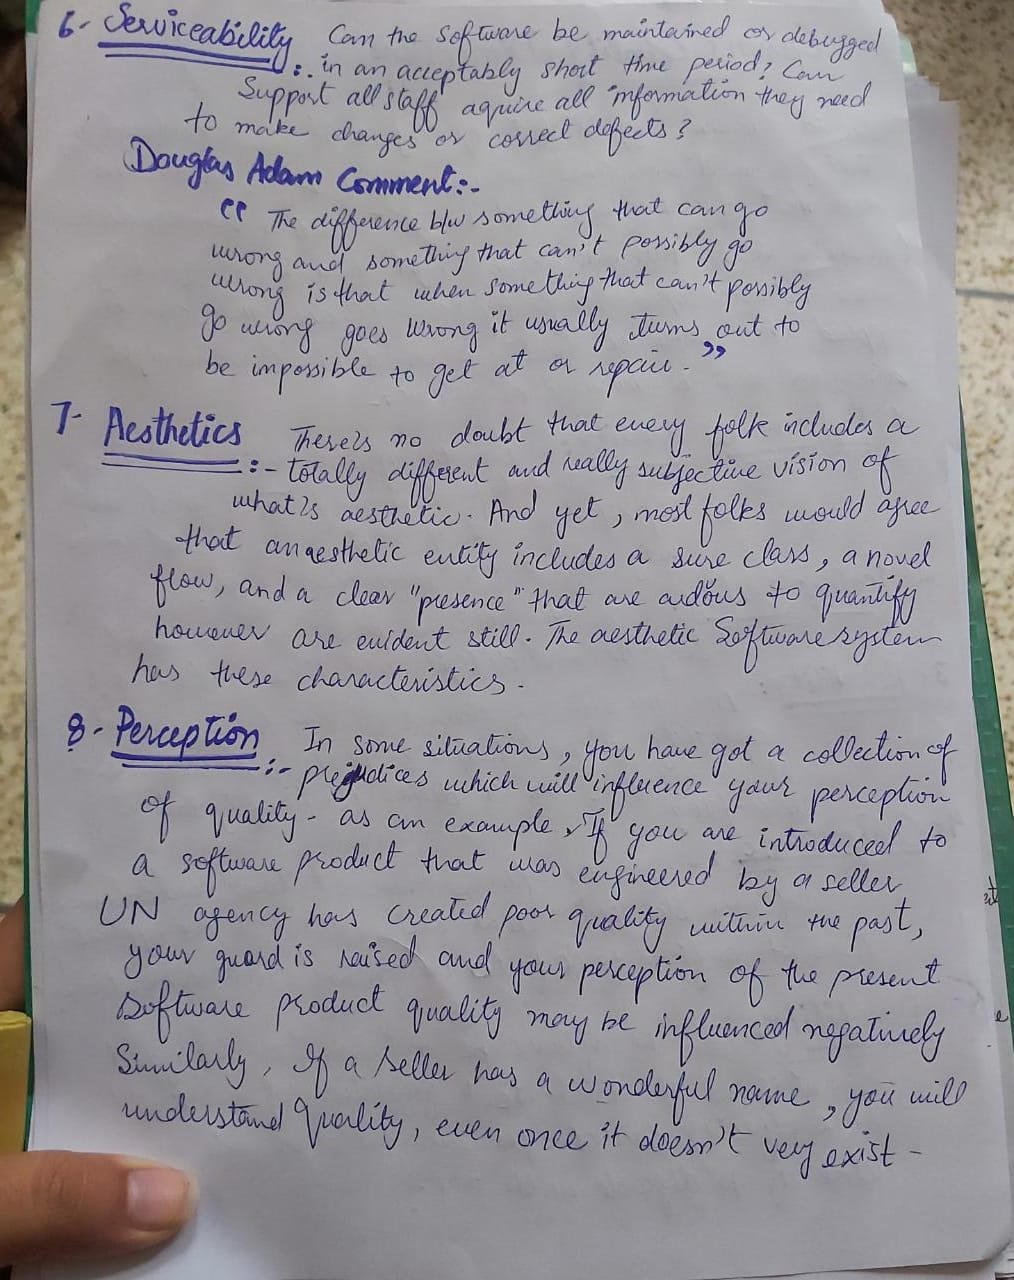 6- Serviceability: Can the software be maintained or debugged
in an acceptably short time period? Can
Support all staff aquire all information they need
to make changes or correct defects?
Douglas Adam Comment:-
" The difference b/w something that can go
wrong and something that can't possibly go
wrong is that when something that can't possibly
go wrong goes wrong it usually turns out to
be impossible to get at or repair. "
7- Aesthetics :- There's no doubt that every folk includes a
totally different and really subjective vision of
what's aesthetic. And yet, most folks would agree
that an aesthetic entity includes a sure class, a novel
flow, and a clear "presence" that are to quantify
however are evident still. The aesthetic Software system
has these characteristics.
8- Perception :- In some situations, you have got a collection of
prejudices which will influence your perception
of quality- as an example, If you are introduced to
a software product that was engineered by a seller
UN agency has created poor quality within the past,
your guard is raised and your perception of the present
Software product quality may be influenced negatively
Similarly, If a seller has a wonderful name, you will
understand quality, even once it doesn't very exist-